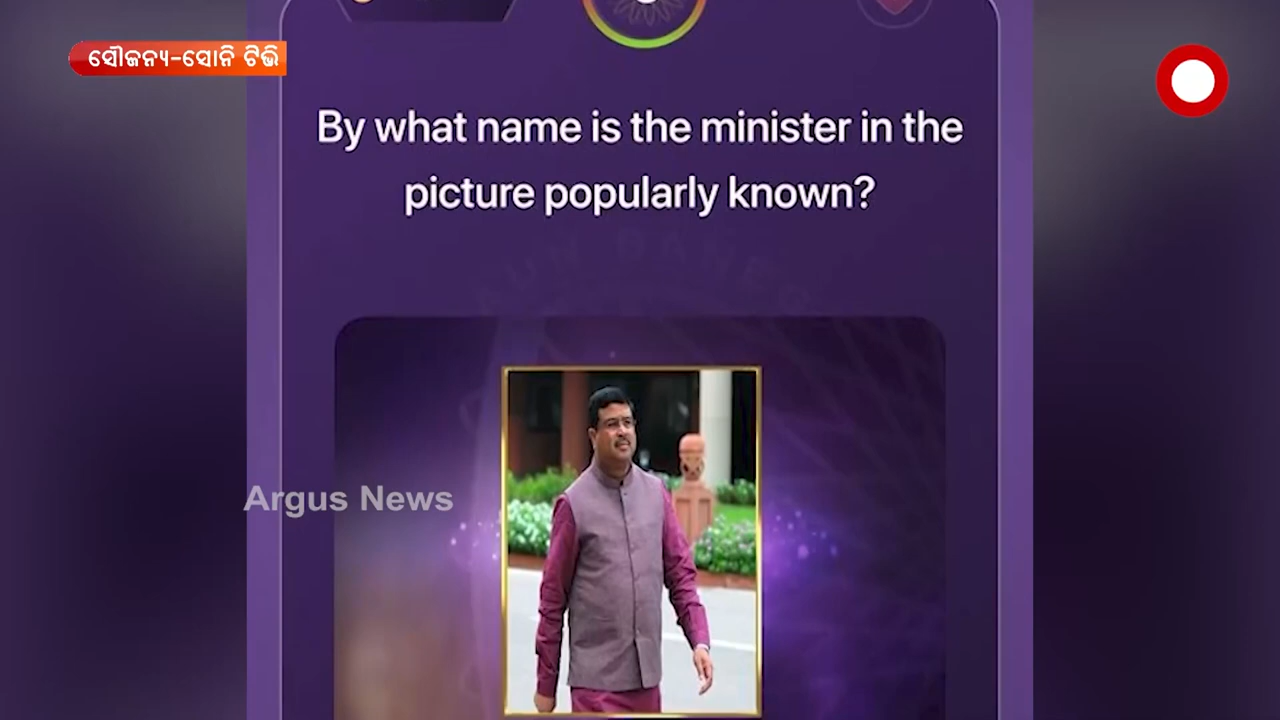 ସୌଜନ୍ୟ-ସୋନି ଟିଭି
By what name is the minister in the
picture popularly known?
Argus News